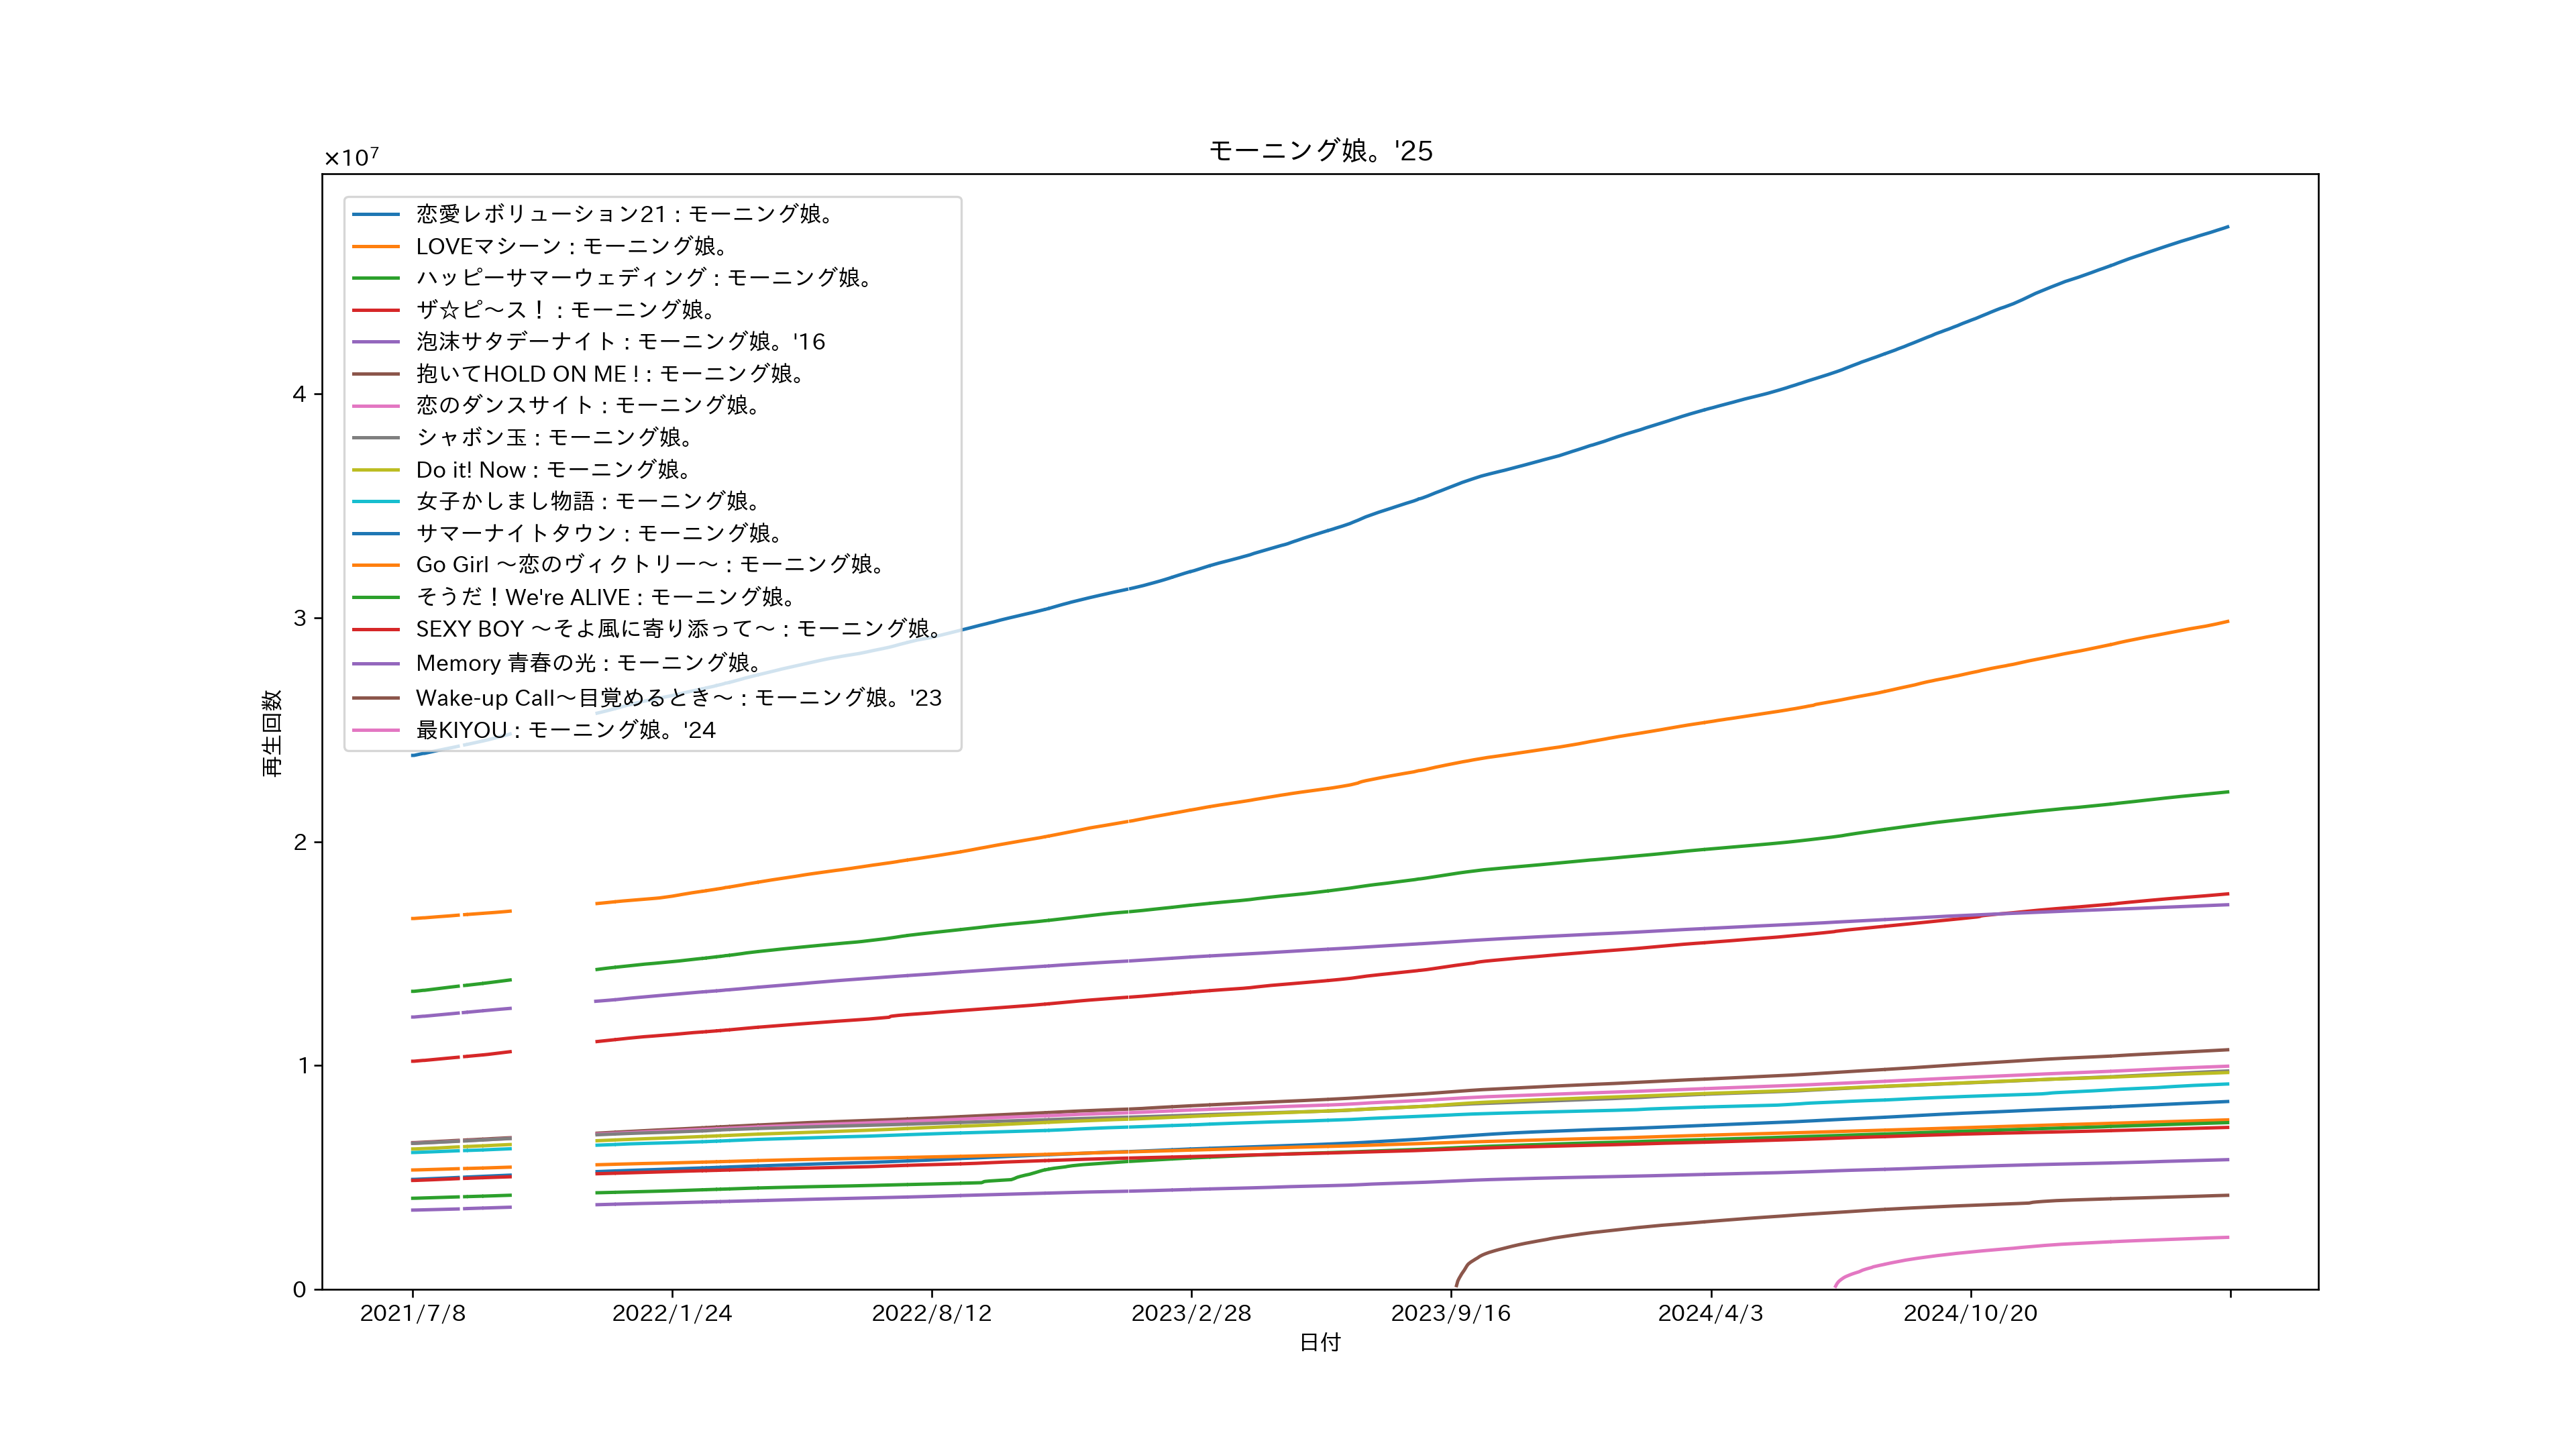 モーニング娘。'25
×10⁷
恋愛レボリューション21 : モーニング娘。
LOVEマシーン : モーニング娘。
ハッピーサマーウェディング : モーニング娘。
ザ☆ピ〜ス！ : モーニング娘。
泡沫サタデーナイト : モーニング娘。'16
抱いてHOLD ON ME ! : モーニング娘。
恋のダンスサイト : モーニング娘。
シャボン玉 : モーニング娘。
Do it! Now : モーニング娘。
女子かしまし物語 : モーニング娘。
サマーナイトタウン : モーニング娘。
Go Girl 〜恋のヴィクトリー〜 : モーニング娘。
そうだ！We're ALIVE : モーニング娘。
SEXY BOY 〜そよ風に寄り添って〜 : モーニング娘。
Memory 青春の光 : モーニング娘。
Wake-up Call〜目覚めるとき〜 : モーニング娘。'23
最KIYOU : モーニング娘。'24
4
3
2
1
0
再生回数
2021/7/8
2022/1/24
2022/8/12
2023/2/28
2023/9/16
2024/4/3
2024/10/20
日付